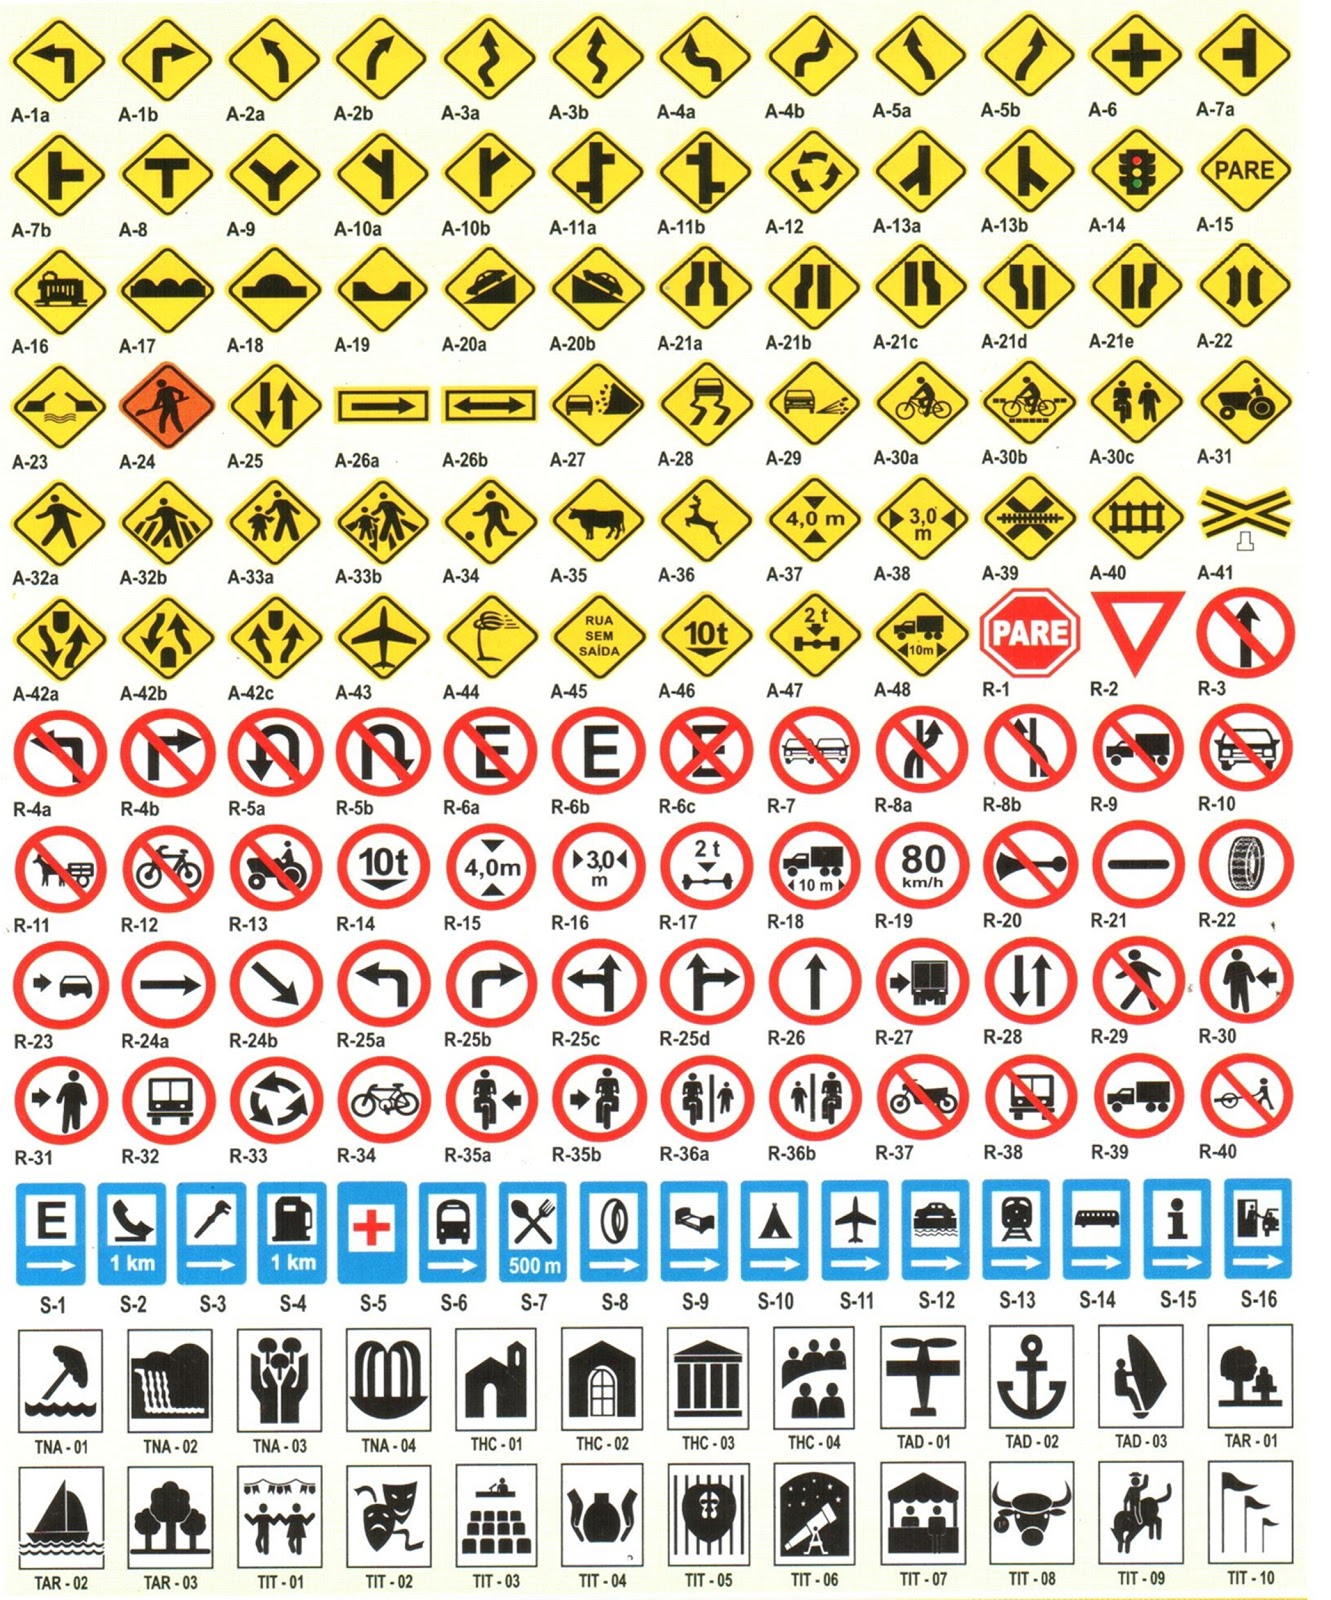 A-1a A-1b A-2a A-2b A-3a A-3b A-4a A-4b A-5a A-5b A-6 A-7a
PARE
A-7b A-8 A-9 A-10a A-10b A-11a A-11b A-12 A-13a A-13b A-14 A-15
A-16 A-17 A-18 A-19 A-20a A-20b A-21a A-21b A-21c A-21d A-21e A-22
A-23 A-24 A-25 A-26a A-26b A-27 A-28 A-29 A-30a A-30b A-30c A-31
4,0 m 3,0
m
A-32a A-32b A-33a A-33b A-34 A-35 A-36 A-37 A-38 A-39 A-40 A-41
RUA
SEM
SAÍDA
10t
2 t
10m
PARE
A-42a A-42b A-42c A-43 A-44 A-45 A-46 A-47 A-48 R-1 R-2 R-3
E E E
R-4a R-4b R-5a R-5b R-6a R-6b R-6c R-7 R-8a R-8b R-9 R-10
10t
4,0m
3,0
m
2 t
10 m
80
km/h
R-11 R-12 R-13 R-14 R-15 R-16 R-17 R-18 R-19 R-20 R-21 R-22
R-23 R-24a R-24b R-25a R-25b R-25c R-25d R-26 R-27 R-28 R-29 R-30
R-31 R-32 R-33 R-34 R-35a R-35b R-36a R-36b R-37 R-38 R-39 R-40
E i
1 km 1 km 500 m
S-1 S-2 S-3 S-4 S-5 S-6 S-7 S-8 S-9 S-10 S-11 S-12 S-13 S-14 S-15 S-16
TNA - 01 TNA - 02 TNA - 03 TNA - 04 THC - 01 THC - 02 THC - 03 THC - 04 TAD - 01 TAD - 02 TAD - 03 TAR - 01
TAR - 02 TAR - 03 TIT - 01 TIT - 02 TIT - 03 TIT - 04 TIT - 05 TIT - 06 TIT - 07 TIT - 08 TIT - 09 TIT - 10